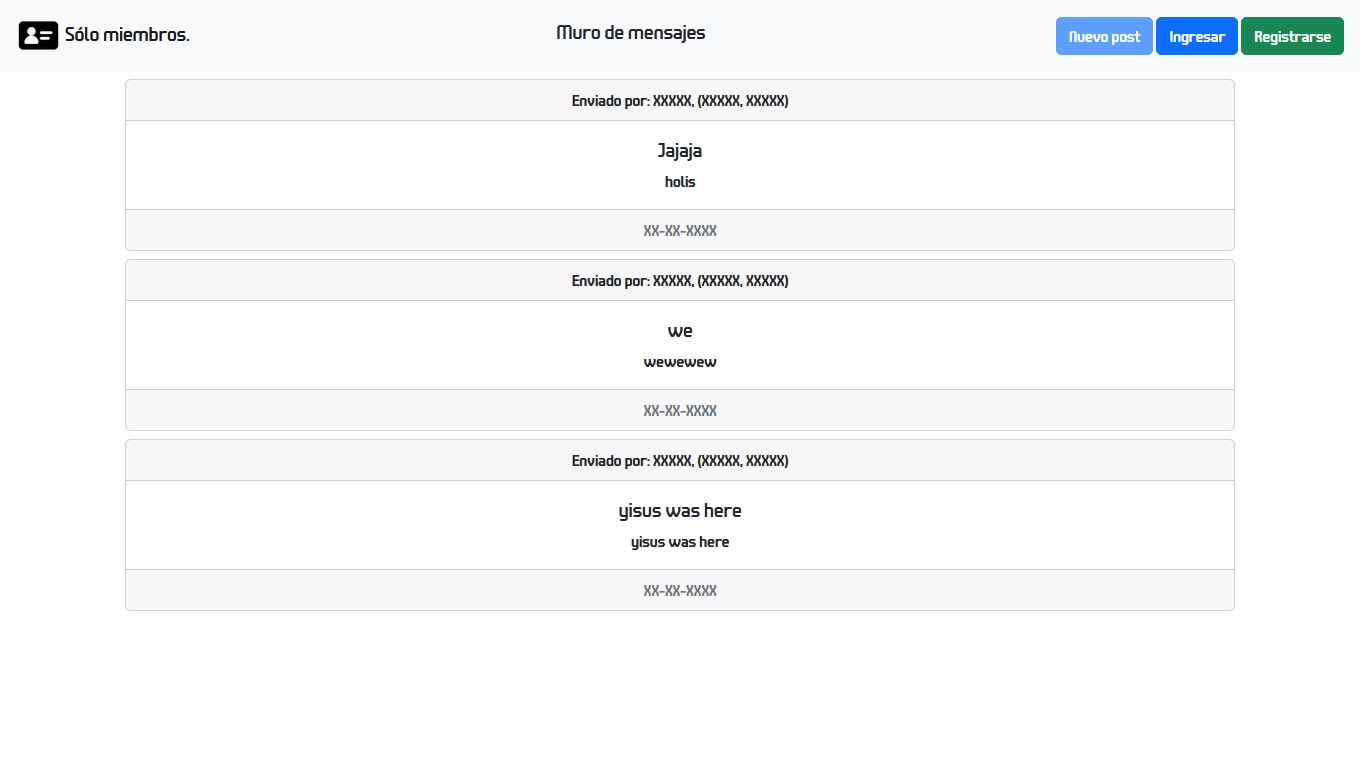 Sólo miembros.
Muro de mensajes
Nuevo post
Ingresar
Registrarse
Enviado por: XXXXX, (XXXXX, XXXXX)
Jajaja
holis
XX-XX-XXXX
Enviado por: XXXXX, (XXXXX, XXXXX)
we
wewewew
XX-XX-XXXX
Enviado por: XXXXX, (XXXXX, XXXXX)
yisus was here
yisus was here
XX-XX-XXXX